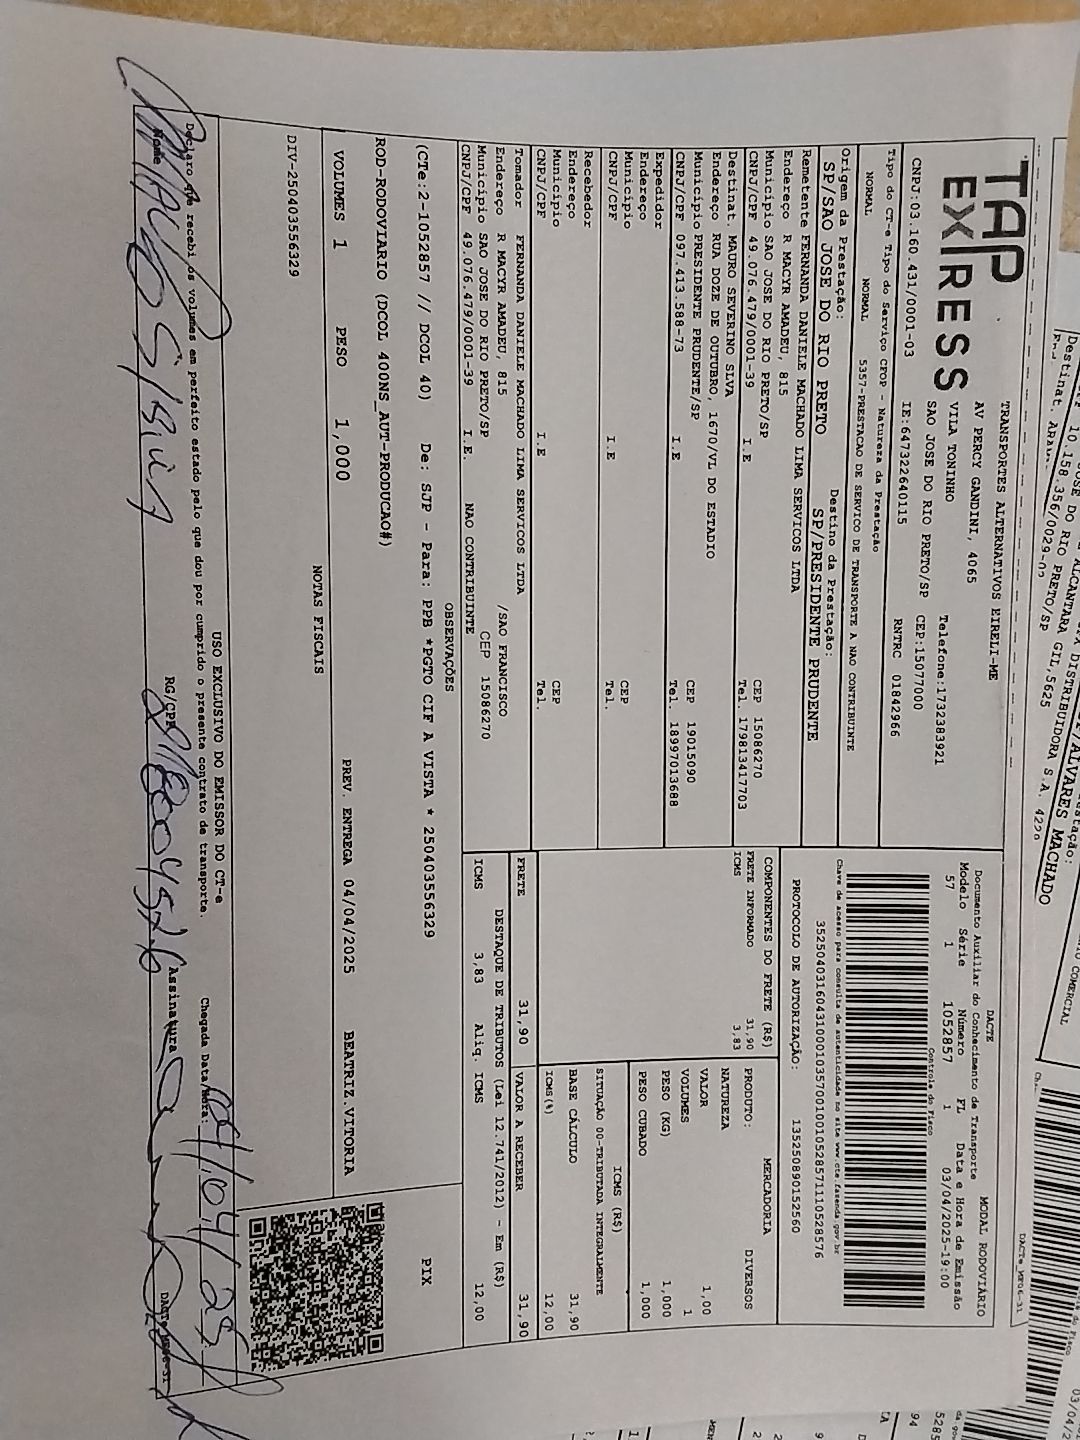 TAP
EXPRESS
TRANSPORTES ALTERNATIVOS EIRELI-ME
AV PERCY GANDINI, 4065
VILA TONINHO Telefone:1732383921
SAO JOSE DO RIO PRETO/SP CEP:15077000
CNPJ:03.160.431/0001-03 IE:647322640115 RNTRC 01842966
Tipo do CT-e Tipo do Serviço CFOP - Natureza da Prestação
NORMAL NORMAL 5357-PRESTACAO DE SERVICO DE TRANSPORTE A NAO CONTRIBUINTE
Origem da Prestação: Destino da Prestação:
SP/SAO JOSE DO RIO PRETO SP/PRESIDENTE PRUDENTE
Remetente FERNANDA DANIELE MACHADO LIMA SERVICOS LTDA
Endereço R MACYR AMADEU, 815
Município SAO JOSE DO RIO PRETO/SP CEP 15086270
CNPJ/CPF 49.076.479/0001-39 I.E Tel. 179813417703
Destinat. MAURO SEVERINO SLVA
Endereço RUA DOZE DE OUTUBRO, 1670/VL DO ESTADIO
Município PRESIDENTE PRUDENTE/SP CEP 19015090
CNPJ/CPF 097.413.588-73 I.E Tel. 18997013688
Expedidor
Endereço
Município CEP
CNPJ/CPF I.E Tel.
Recebedor
Endereço
Município CEP
CNPJ/CPF I.E Tel.
Tomador FERNANDA DANIELE MACHADO LIMA SERVICOS LTDA
Endereço R MACYR AMADEU, 815 /SAO FRANCISCO
Município SAO JOSE DO RIO PRETO/SP CEP 15086270
CNPJ/CPF 49.076.479/0001-39 I.E. NAO CONTRIBUINTE
DACTE MODAL RODOVIÁRIO
Documento Auxiliar do Conhecimento de Transporte
Modelo Série Número FL Data e Hora de Emissão
57 1 1052857 1 03/04/2025-19:00
Controle do Fisco
Chave de acesso para consulta de autenticidade no site www.cte.fazenda.gov.br
PROTOCOLO DE AUTORIZAÇÃO: 135250890152560
COMPONENTES DO FRETE (R$)
FRETE INFORMADO 31,90
ICMS 3,83
MERCADORIA
PRODUTO: DIVERSOS
NATUREZA
VALOR 1,00
VOLUMES 1
PESO (KG) 1,000
PESO CUBADO 1,000
ICMS (R$)
SITUAÇÃO 00-TRIBUTADA INTEGRALMENTE
BASE CÁLCULO 31,90
ICMS(%) 12,00
FRETE 31,90 VALOR A RECEBER 31,90
DESTAQUE DE TRIBUTOS (Lei 12.741/2012) - Em (R$)
ICMS 3,83 Alíq. ICMS 12,00
OBSERVAÇÕES
(CTe:2-1052857 // DCOL 40) De: SJP - Para: PPB *PGTO CIF A VISTA * 250403556329
ROD-RODOVIARIO (DCOL 400NS_AUT-PRODUCAO#)
PIX
VOLUMES 1 PESO 1,000 PREV. ENTREGA 04/04/2025 BEATRIZ.VITORIA
NOTAS FISCAIS
DIV-250403556329
USO EXCLUSIVO DO EMISSOR DO CT-e
Declaro que recebi os volumes em perfeito estado pelo que dou por cumprido o presente contrato de transporte.
Chegada Data/Hora: 04/04/25
Nome RG/CPF Assinatura
DACTe MF06-31